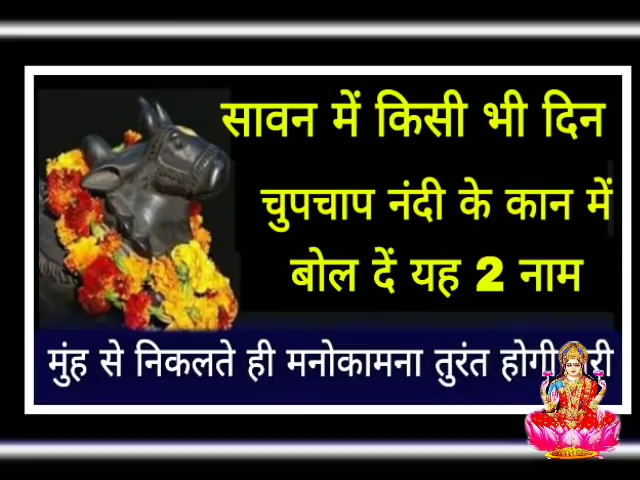 सावन में किसी भी दिन
चुपचाप नंदी के कान में
बोल दें यह 2 नाम
मुंह से निकलते ही मनोकामना तुरंत होगी